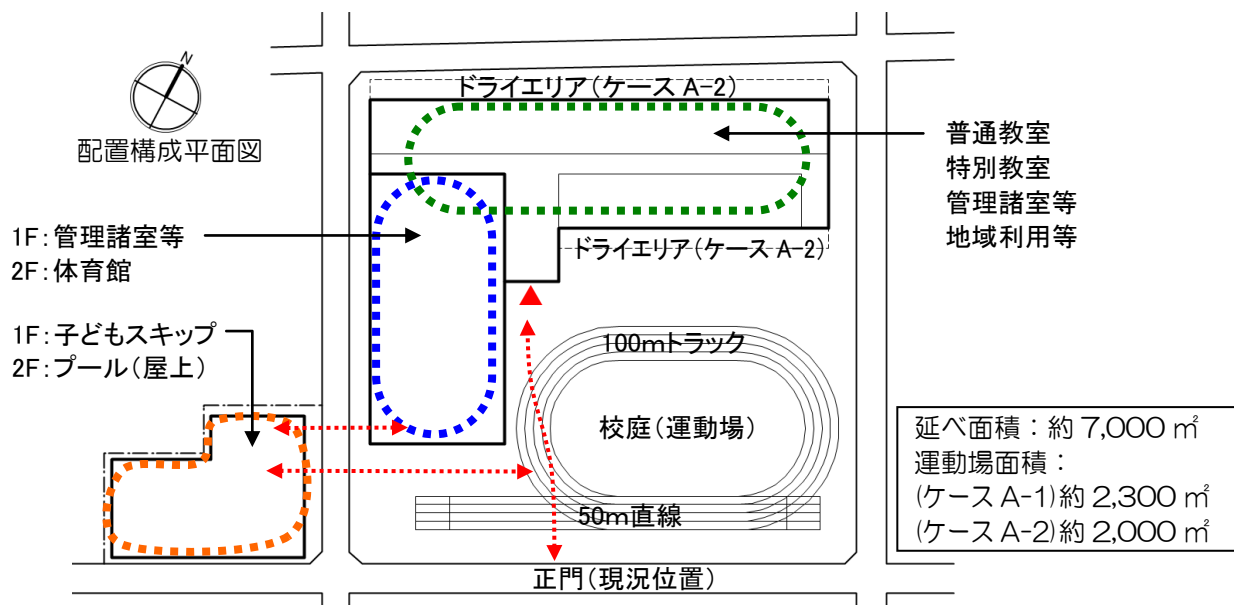 N
配置構成平面図
ドライエリア(ケース A-2)
普通教室
特別教室
管理諸室等
地域利用等
1F:管理諸室等
2F:体育館
ドライエリア(ケース A-2)
1F:子どもスキップ
2F:プール(屋上)
100mトラック
校庭(運動場)
50m直線
正門(現況位置)
延べ面積:約 7,000 ㎡
運動場面積:
(ケース A-1)約 2,300 ㎡
(ケース A-2)約 2,000 ㎡